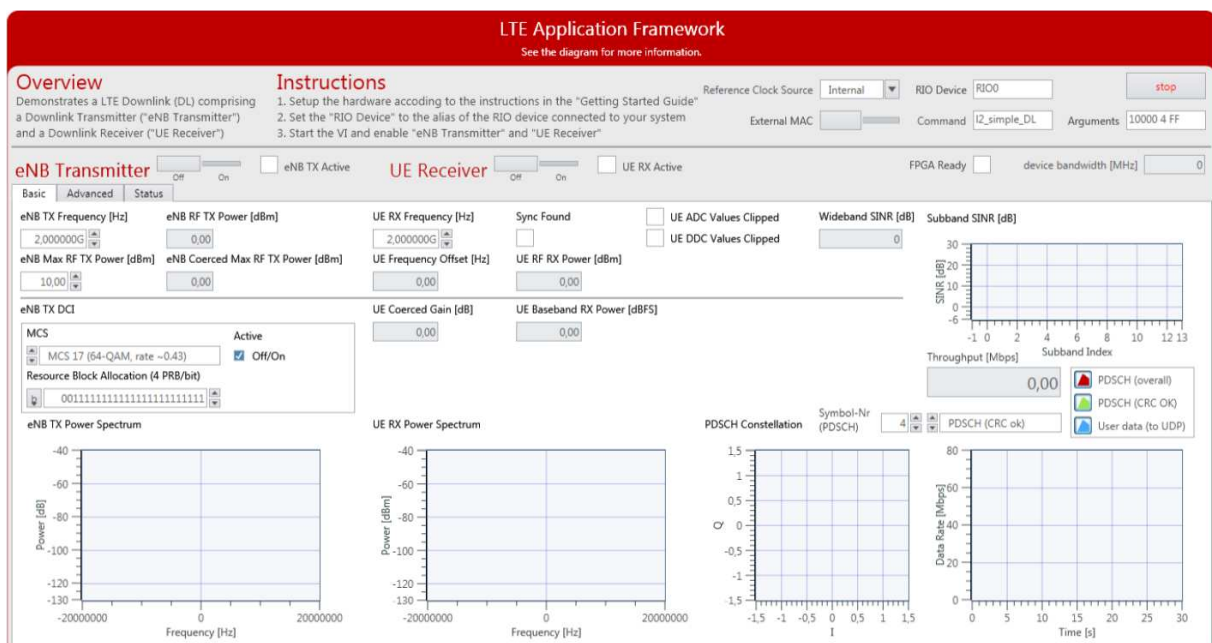 LTE Application Framework
See the diagram for more information.
Overview
Demonstrates a LTE Downlink (DL) comprising
a Downlink Transmitter ("eNB Transmitter")
and a Downlink Receiver ("UE Receiver")
Instructions
1. Setup the hardware accoding to the instructions in the "Getting Started Guide"
2. Set the "RIO Device" to the alias of the RIO device connected to your system
3. Start the VI and enable "eNB Transmitter" and "UE Receiver"
Reference Clock Source Internal RIO Device RIO0 stop
External MAC Command l2_simple_DL Arguments 10000 4 FF
eNB Transmitter Off On eNB TX Active UE Receiver Off On UE RX Active FPGA Ready device bandwidth [MHz] 0
Basic Advanced Status
eNB TX Frequency [Hz] eNB RF TX Power [dBm] UE RX Frequency [Hz] Sync Found UE ADC Values Clipped Wideband SINR [dB] Subband SINR [dB]
2,000000G 0,00 2,000000G UE DDC Values Clipped 0
eNB Max RF TX Power [dBm] eNB Coerced Max RF TX Power [dBm] UE Frequency Offset [Hz] UE RF RX Power [dBm]
10,00 0,00 0,00 0,00
SINR [dB]
30
20
10
0
-6
-1 0 2 4 6 8 10 12 13
Subband Index
eNB TX DCI UE Coerced Gain [dB] UE Baseband RX Power [dBFS]
0,00 0,00
MCS Active
MCS 17 (64-QAM, rate ~0.43) Off/On
Resource Block Allocation (4 PRB/bit)
b 0011111111111111111111111
Throughput [Mbps]
0,00
PDSCH (overall)
PDSCH (CRC OK)
User data (to UDP)
eNB TX Power Spectrum
Power [dB]
-40
-60
-80
-100
-120
-130
-20000000 0 20000000
Frequency [Hz]
UE RX Power Spectrum
Power [dBm]
-40
-60
-80
-100
-120
-130
-20000000 0 20000000
Frequency [Hz]
PDSCH Constellation Symbol-Nr (PDSCH) 4 PDSCH (CRC ok)
Q
1,5
1
0,5
0
-0,5
-1
-1,5
-1,5 -1 -0,5 0 0,5 1 1,5
I
Data Rate [Mbps]
80
60
40
20
0
0 5 10 15 20 25 30
Time [s]